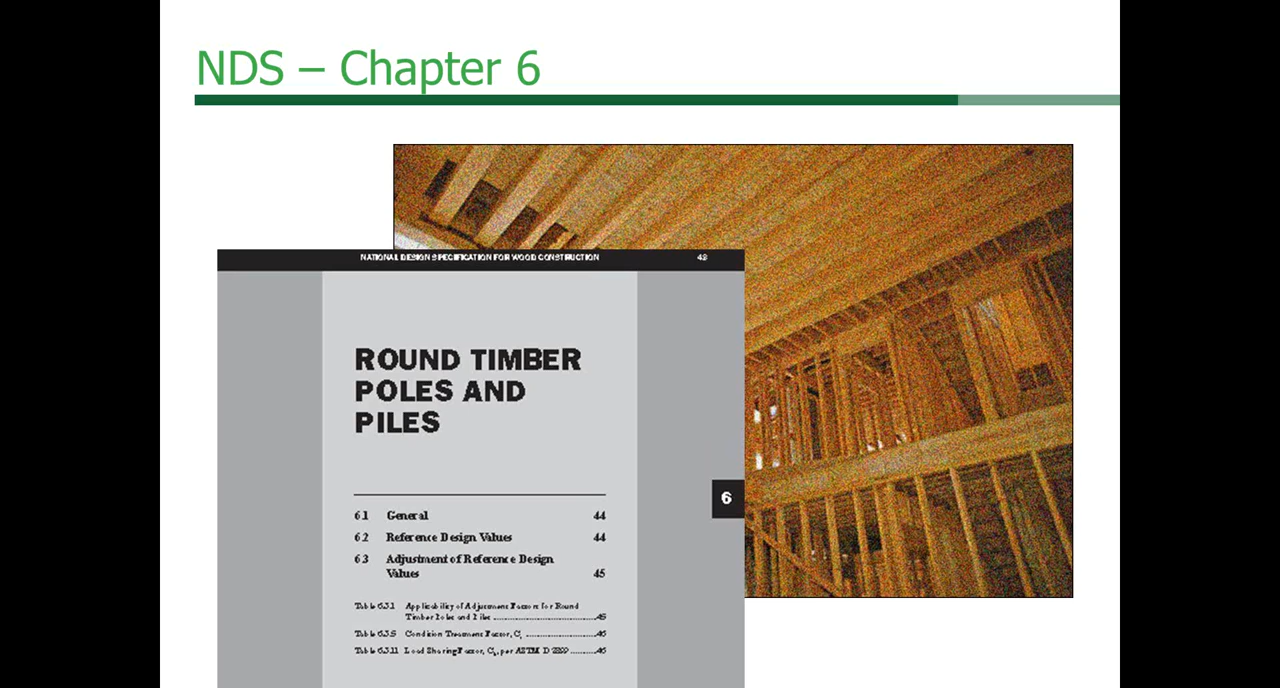 NDS – Chapter 6
NATIONAL DESIGN SPECIFICATION FOR WOOD CONSTRUCTION 43
ROUND TIMBER
POLES AND
PILES
6
6.1 General 44
6.2 Reference Design Values 44
6.3 Adjustment of Reference Design
Values 45
Table 6.3.1 Applicability of Adjustment Factors for Round
Timber Poles and Piles ..............................45
Table 6.3.5 Condition Treatment Factor, Ct ....................46
Table 6.3.11 Load Sharing Factor, Cls, per ASTM D 2899 ..........46